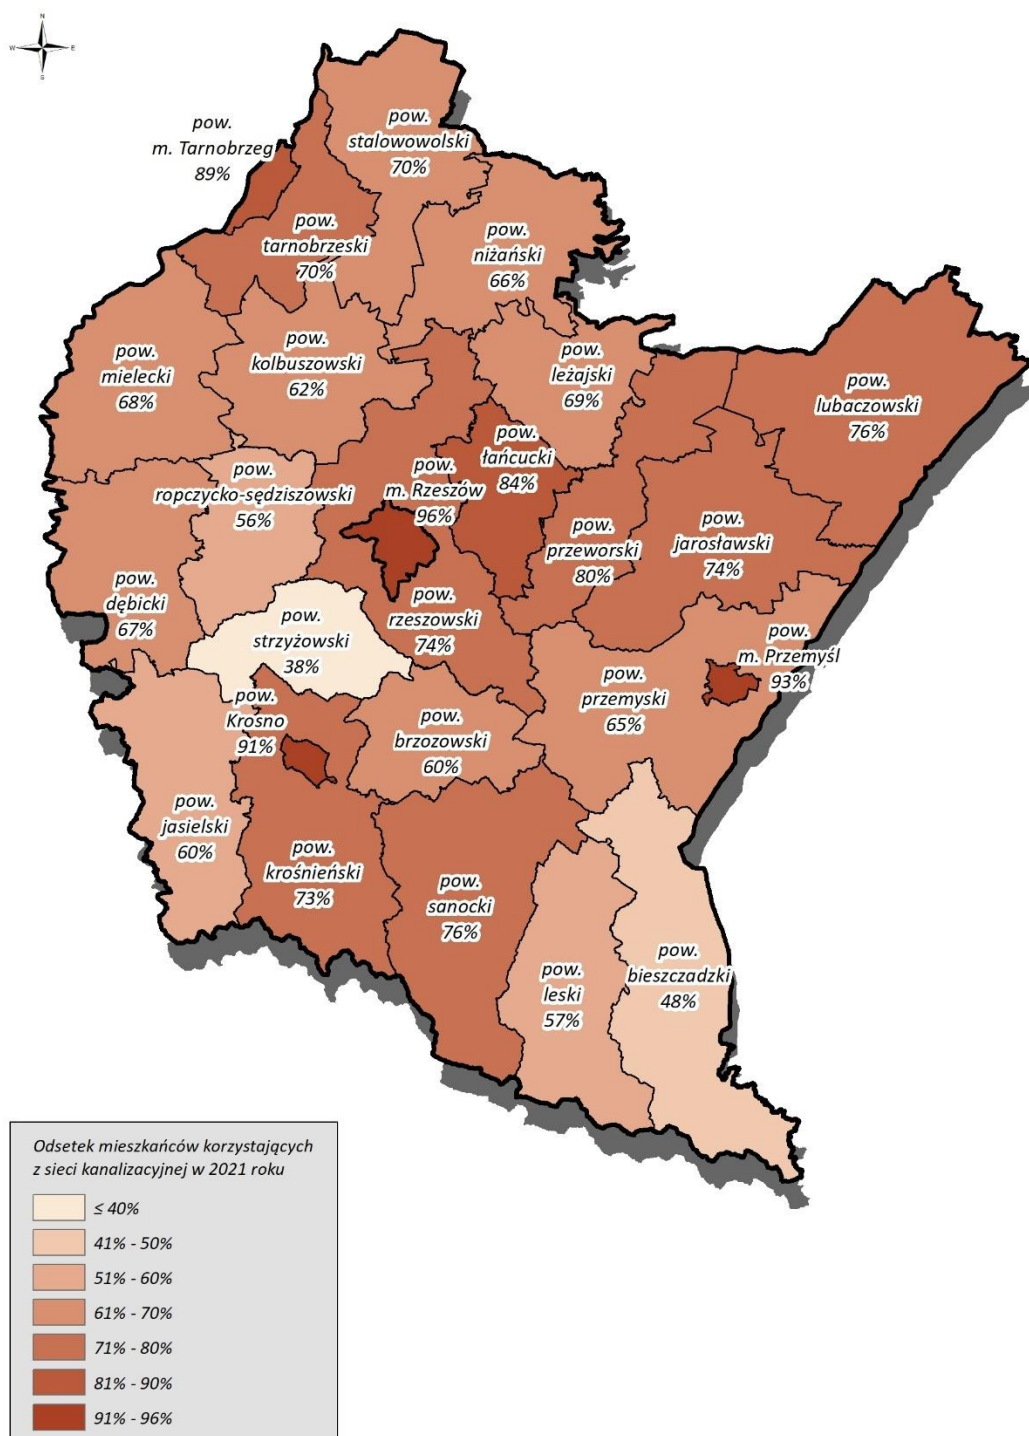 N
W E
S
pow.
m. Tarnobrzeg
89%
pow.
stalowowolski
70%
pow.
tarnobrzeski
70%
pow.
niżański
66%
pow.
mielecki
68%
pow.
kolbuszowski
62%
pow.
leżajski
69%
pow.
lubaczowski
76%
pow.
ropczycko-sędziszowski
56%
pow.
m. Rzeszów
96%
pow.
łańcucki
84%
pow.
przeworski
80%
pow.
jarosławski
74%
pow.
dębicki
67%
pow.
strzyżowski
38%
pow.
rzeszowski
74%
pow.
m. Przemyśl
93%
pow.
przemyski
65%
pow.
Krosno
91%
pow.
brzozowski
60%
pow.
jasielski
60%
pow.
krośnieński
73%
pow.
sanocki
76%
pow.
leski
57%
pow.
bieszczadzki
48%
Odsetek mieszkańców korzystających
z sieci kanalizacyjnej w 2021 roku
≤ 40%
41% - 50%
51% - 60%
61% - 70%
71% - 80%
81% - 90%
91% - 96%